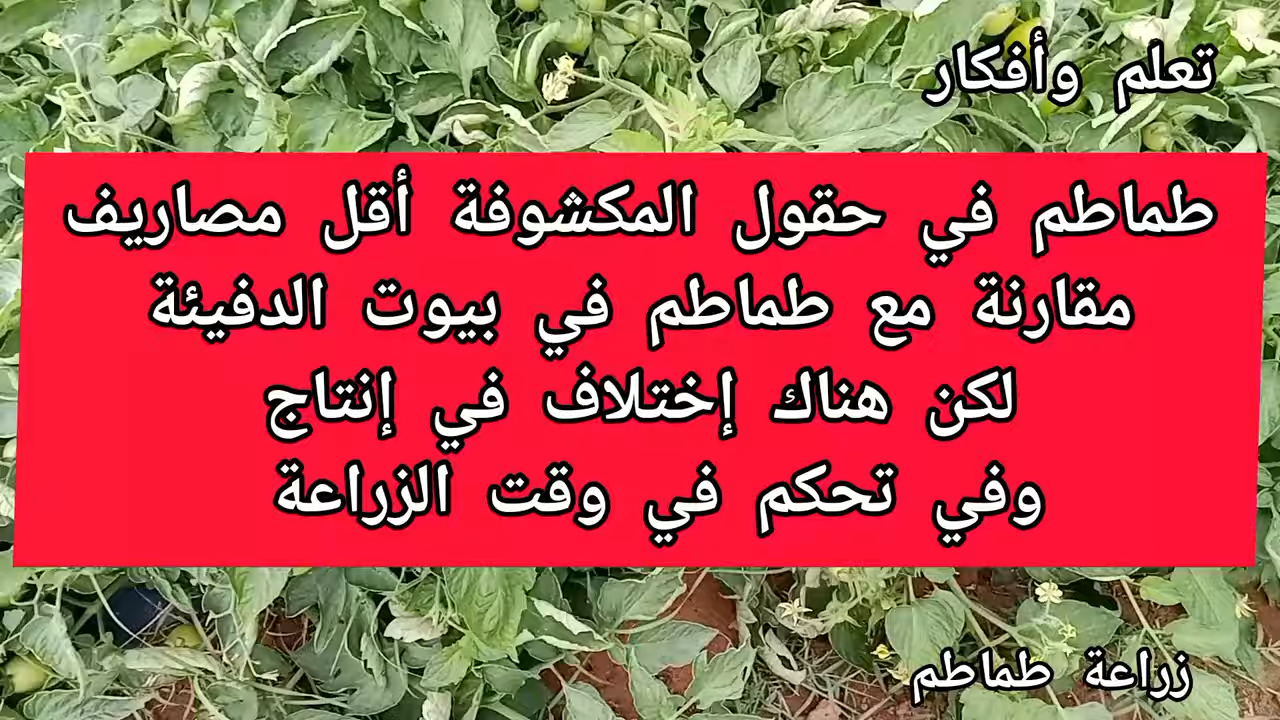 تعلم وأفكار
طماطم في حقول المكشوفة أقل مصاريف
مقارنة مع طماطم في بيوت الدفيئة
لكن هناك إختلاف في إنتاج
وفي تحكم في وقت الزراعة
زراعة طماطم